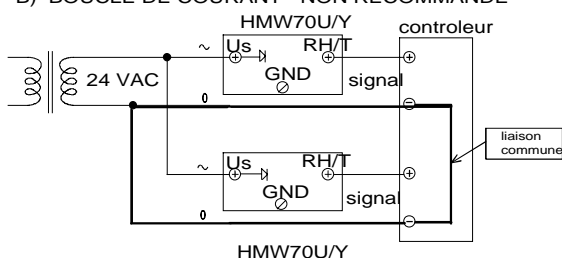 B) BOUCLE DE COURANT - NON RECOMMANDÉ
HMW70U/Y
controleur
~
Us
RH/T
24 VAC
GND
signal
0
liaison
commune
~
Us
RH/T
GND
signal
0
HMW70U/Y